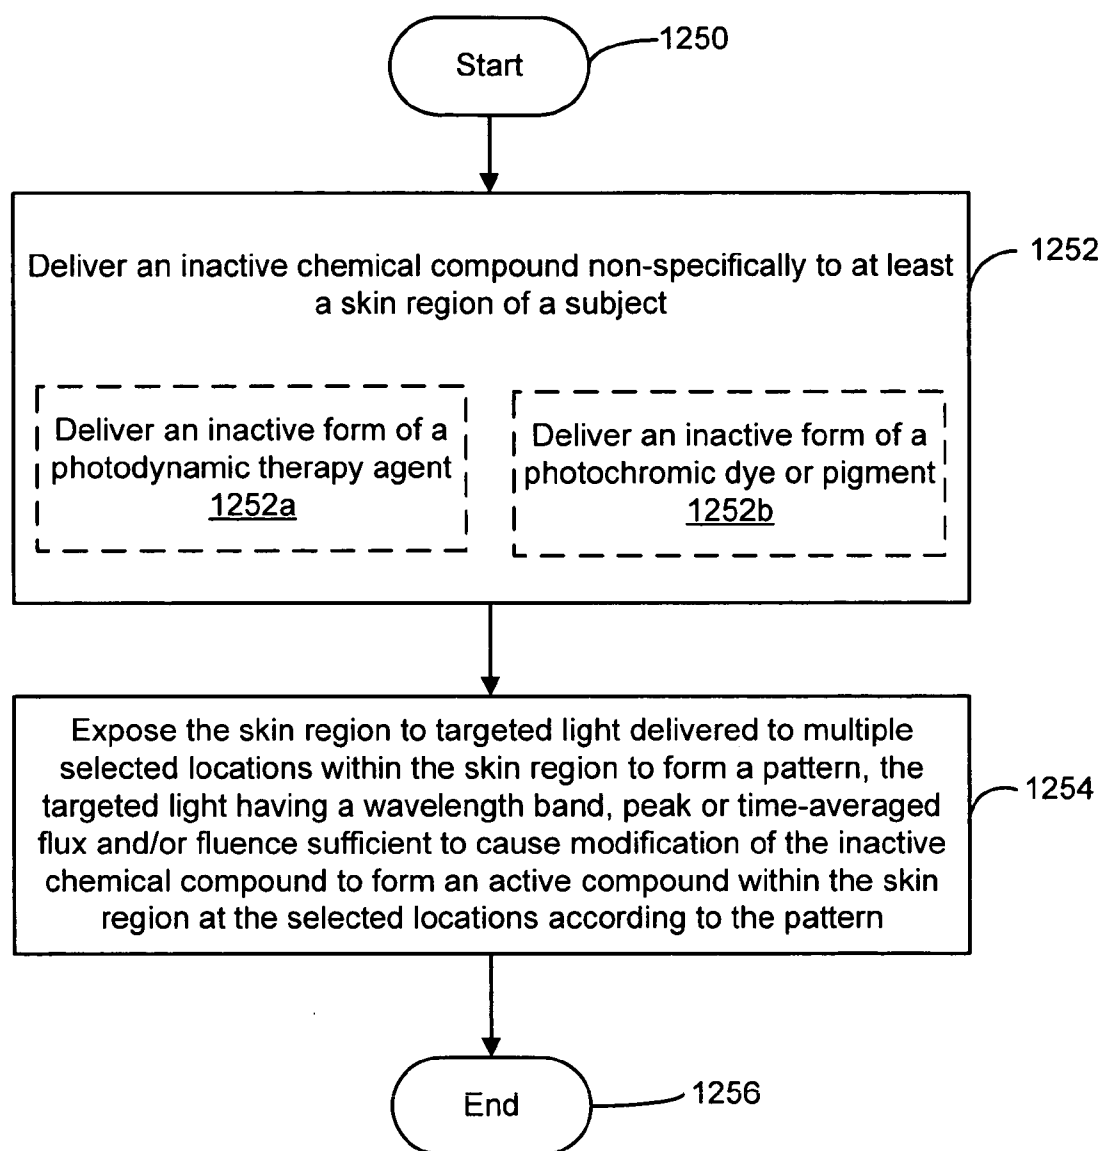 Start
1250
Deliver an inactive chemical compound non-specifically to at least
a skin region of a subject
1252
Deliver an inactive form of a
photodynamic therapy agent
1252a
Deliver an inactive form of a
photochromic dye or pigment
1252b
Expose the skin region to targeted light delivered to multiple
selected locations within the skin region to form a pattern, the
targeted light having a wavelength band, peak or time-averaged
flux and/or fluence sufficient to cause modification of the inactive
chemical compound to form an active compound within the skin
region at the selected locations according to the pattern
1254
End
1256